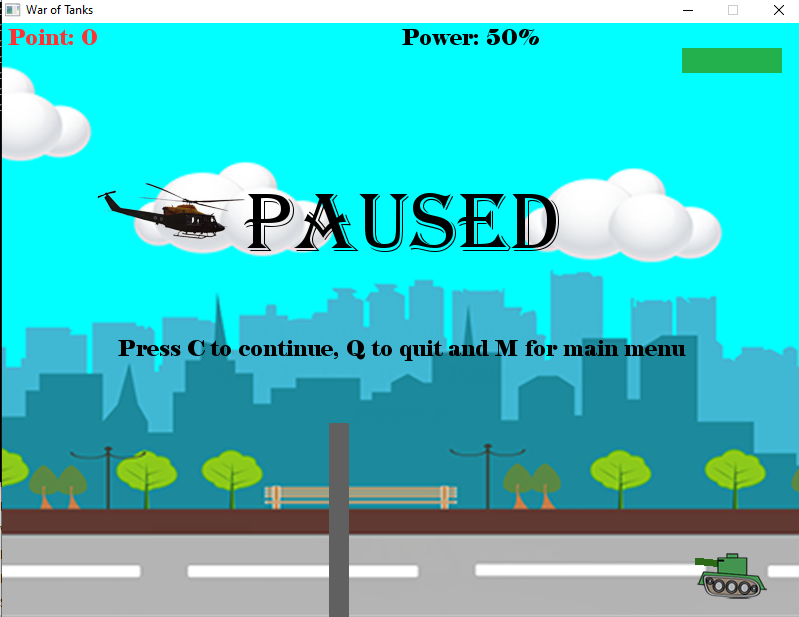 War of Tanks
Point: 0
Power: 50%
PAUSED
Press C to continue, Q to quit and M for main menu